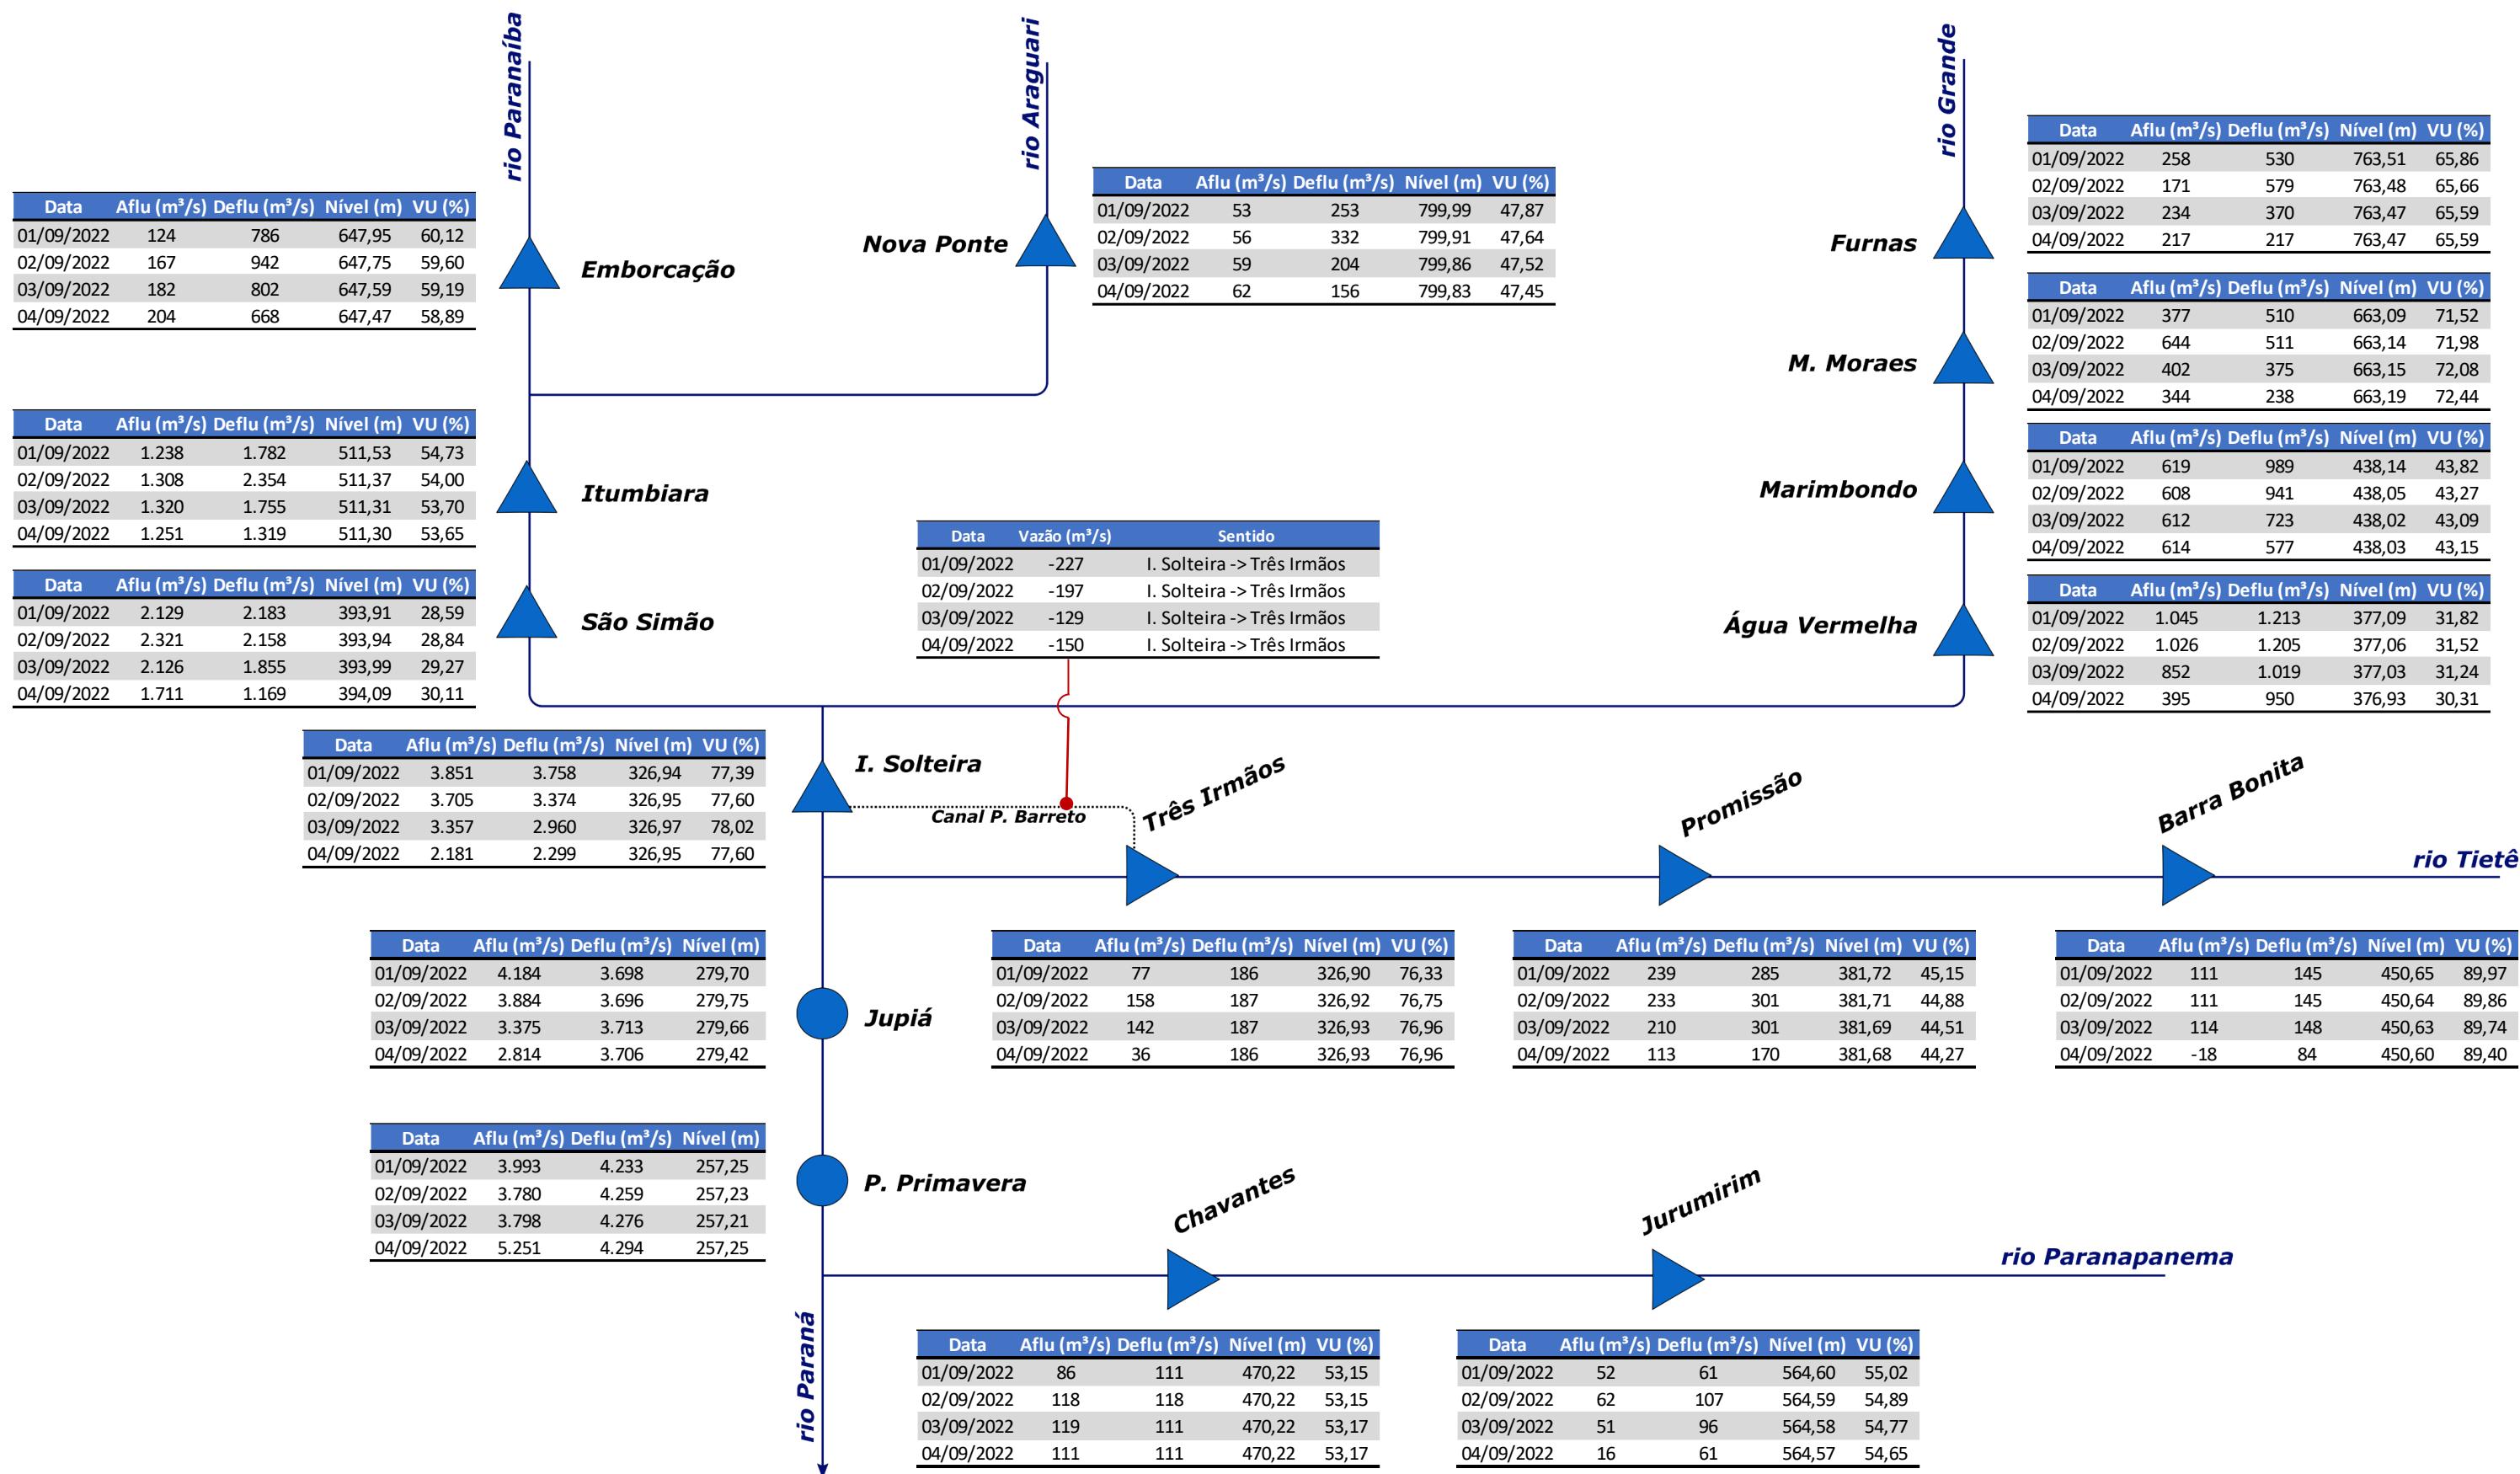 rio Paranaíba
rio Araguari
rio Grande
Data Aflu (m³/s) Deflu (m³/s) Nível (m) VU (%)
01/09/2022 258 530 763,51 65,86
02/09/2022 171 579 763,48 65,66
03/09/2022 234 370 763,47 65,59
04/09/2022 217 217 763,47 65,59
Furnas
Data Aflu (m³/s) Deflu (m³/s) Nível (m) VU (%)
01/09/2022 53 253 799,99 47,87
02/09/2022 56 332 799,91 47,64
03/09/2022 59 204 799,86 47,52
04/09/2022 62 156 799,83 47,45
Nova Ponte
Data Aflu (m³/s) Deflu (m³/s) Nível (m) VU (%)
01/09/2022 124 786 647,95 60,12
02/09/2022 167 942 647,75 59,60
03/09/2022 182 802 647,59 59,19
04/09/2022 204 668 647,47 58,89
Emborcação
Data Aflu (m³/s) Deflu (m³/s) Nível (m) VU (%)
01/09/2022 377 510 663,09 71,52
02/09/2022 644 511 663,14 71,98
03/09/2022 402 375 663,15 72,08
04/09/2022 344 238 663,19 72,44
M. Moraes
Data Aflu (m³/s) Deflu (m³/s) Nível (m) VU (%)
01/09/2022 1.238 1.782 511,53 54,73
02/09/2022 1.308 2.354 511,37 54,00
03/09/2022 1.320 1.755 511,31 53,70
04/09/2022 1.251 1.319 511,30 53,65
Itumbiara
Data Aflu (m³/s) Deflu (m³/s) Nível (m) VU (%)
01/09/2022 619 989 438,14 43,82
02/09/2022 608 941 438,05 43,27
03/09/2022 612 723 438,02 43,09
04/09/2022 614 577 438,03 43,15
Marimbondo
Data Vazão (m³/s) Sentido
01/09/2022 -227 I. Solteira -> Três Irmãos
02/09/2022 -197 I. Solteira -> Três Irmãos
03/09/2022 -129 I. Solteira -> Três Irmãos
04/09/2022 -150 I. Solteira -> Três Irmãos
Data Aflu (m³/s) Deflu (m³/s) Nível (m) VU (%)
01/09/2022 2.129 2.183 393,91 28,59
02/09/2022 2.321 2.158 393,94 28,84
03/09/2022 2.126 1.855 393,99 29,27
04/09/2022 1.711 1.169 394,09 30,11
São Simão
Data Aflu (m³/s) Deflu (m³/s) Nível (m) VU (%)
01/09/2022 1.045 1.213 377,09 31,82
02/09/2022 1.026 1.205 377,06 31,52
03/09/2022 852 1.019 377,03 31,24
04/09/2022 395 950 376,93 30,31
Água Vermelha
Data Aflu (m³/s) Deflu (m³/s) Nível (m) VU (%)
01/09/2022 3.851 3.758 326,94 77,39
02/09/2022 3.705 3.374 326,95 77,60
03/09/2022 3.357 2.960 326,97 78,02
04/09/2022 2.181 2.299 326,95 77,60
I. Solteira
Canal P. Barreto
Três Irmãos
Promissão
Barra Bonita
rio Tietê
Data Aflu (m³/s) Deflu (m³/s) Nível (m)
01/09/2022 4.184 3.698 279,70
02/09/2022 3.884 3.696 279,75
03/09/2022 3.375 3.713 279,66
04/09/2022 2.814 3.706 279,42
Jupiá
Data Aflu (m³/s) Deflu (m³/s) Nível (m) VU (%)
01/09/2022 77 186 326,90 76,33
02/09/2022 158 187 326,92 76,75
03/09/2022 142 187 326,93 76,96
04/09/2022 36 186 326,93 76,96
Data Aflu (m³/s) Deflu (m³/s) Nível (m) VU (%)
01/09/2022 239 285 381,72 45,15
02/09/2022 233 301 381,71 44,88
03/09/2022 210 301 381,69 44,51
04/09/2022 113 170 381,68 44,27
Data Aflu (m³/s) Deflu (m³/s) Nível (m) VU (%)
01/09/2022 111 145 450,65 89,97
02/09/2022 111 145 450,64 89,86
03/09/2022 114 148 450,63 89,74
04/09/2022 -18 84 450,60 89,40
Data Aflu (m³/s) Deflu (m³/s) Nível (m)
01/09/2022 3.993 4.233 257,25
02/09/2022 3.780 4.259 257,23
03/09/2022 3.798 4.276 257,21
04/09/2022 5.251 4.294 257,25
P. Primavera
Chavantes
Jurumirim
rio Paranapanema
rio Paraná
Data Aflu (m³/s) Deflu (m³/s) Nível (m) VU (%)
01/09/2022 86 111 470,22 53,15
02/09/2022 118 118 470,22 53,15
03/09/2022 119 111 470,22 53,17
04/09/2022 111 111 470,22 53,17
Data Aflu (m³/s) Deflu (m³/s) Nível (m) VU (%)
01/09/2022 52 61 564,60 55,02
02/09/2022 62 107 564,59 54,89
03/09/2022 51 96 564,58 54,77
04/09/2022 16 61 564,57 54,65